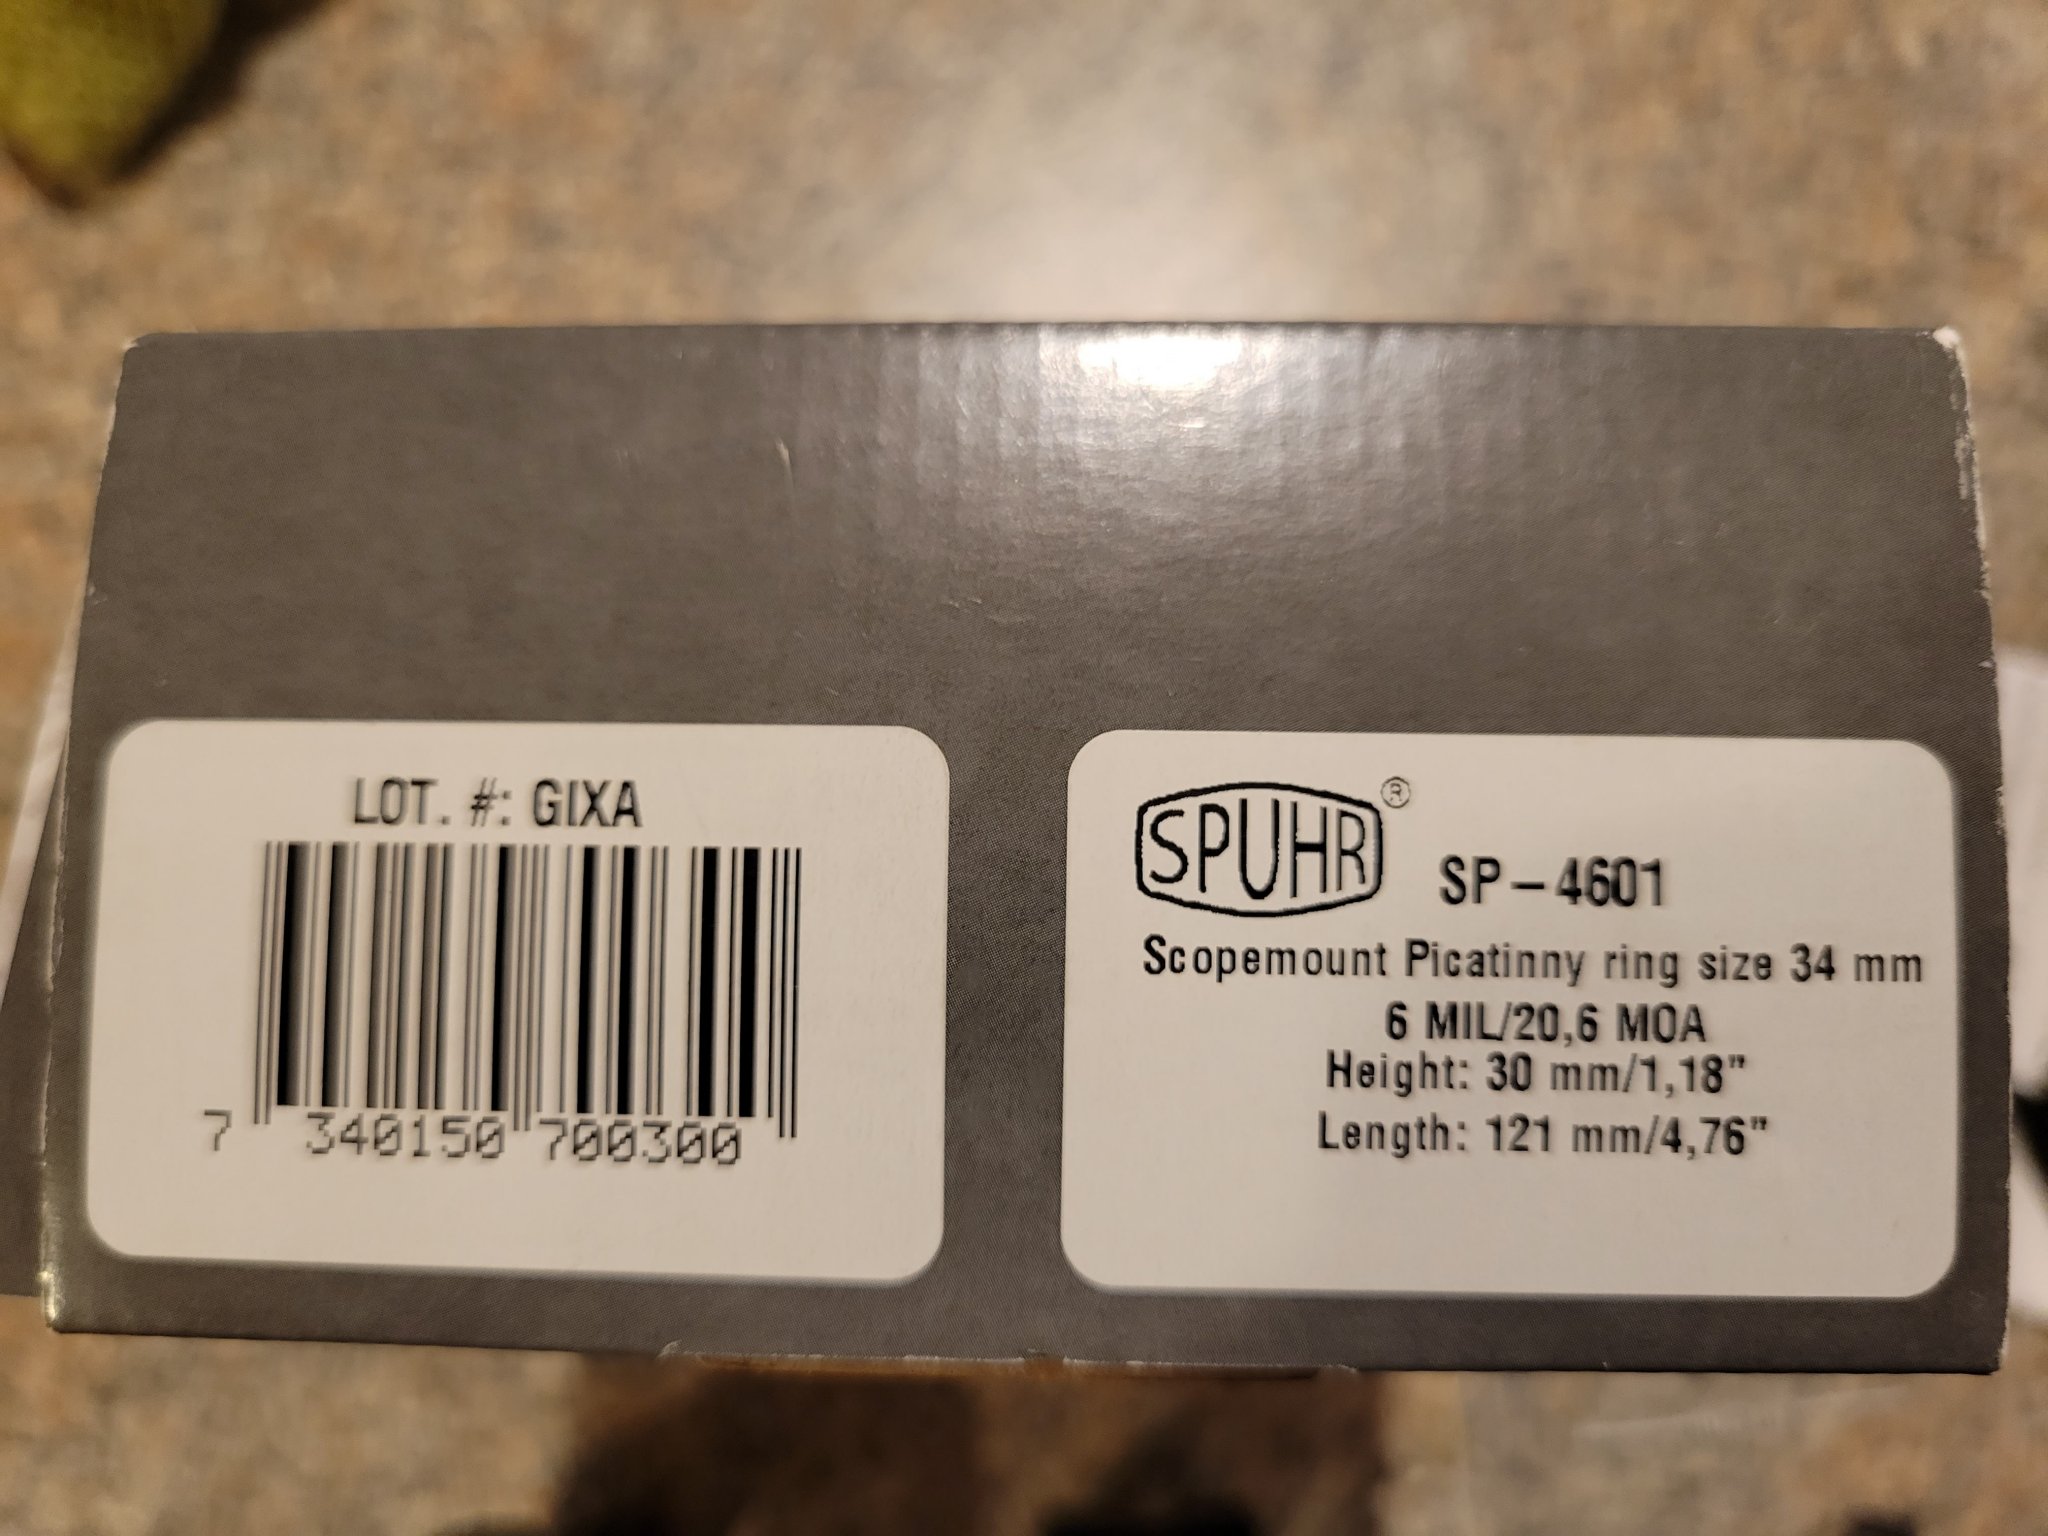 LOT. #: GIXA
7 340150 700300
SPUHR® SP-4601
Scopemount Picatinny ring size 34 mm
6 MIL/20,6 MOA
Height: 30 mm/1,18"
Length: 121 mm/4,76"